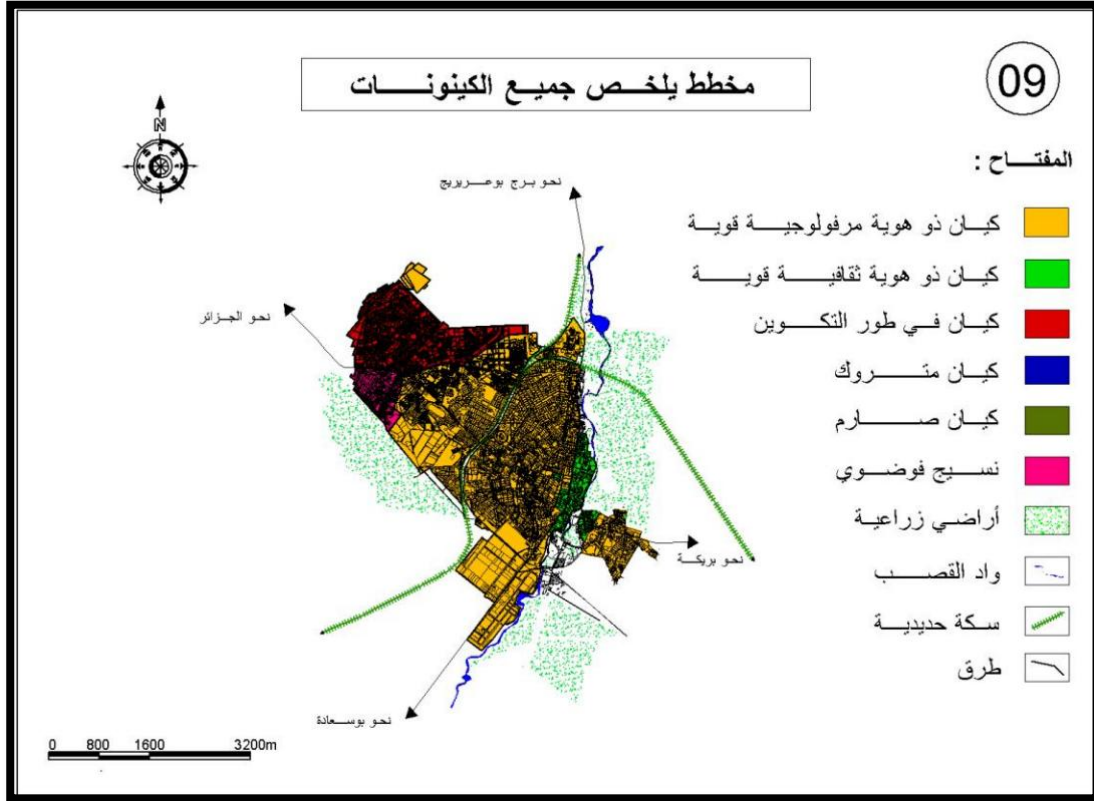 مخطط يلخص جميع الكينونات
09
N
المفتاح :
كيان ذو هوية مرفولوجية قوية
كيان ذو هوية ثقافية قوية
كيان في طور التكوين
كيان متروك
كيان صارم
نسيج فوضوي
أراضي زراعية
واد القصب
سكة حديدية
طرق
نحو برج بوعريريج
نحو الجزائر
نحو بريكة
نحو بوسعادة
0 800 1600 3200m